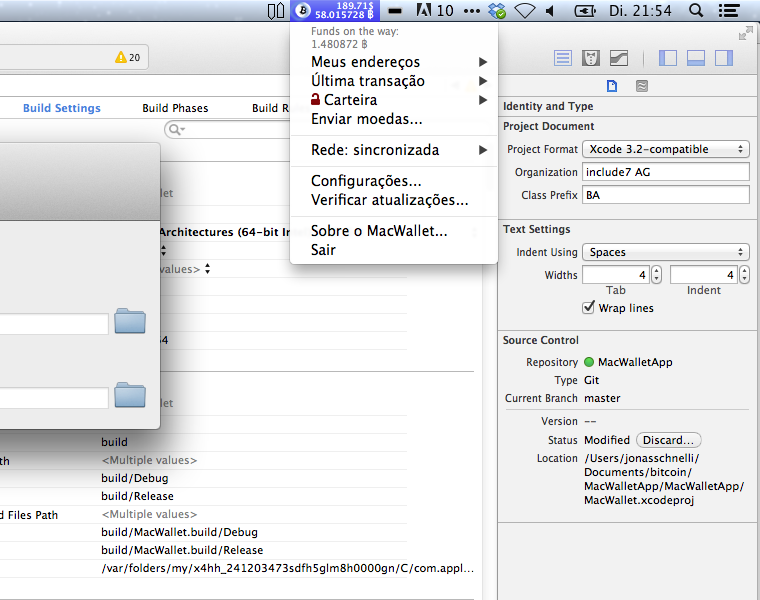 189.71$
58.015728 ฿
10
Di. 21:54
Funds on the way:
1.480872 ฿
Meus endereços
Última transação
Carteira
Enviar moedas...
Rede: sincronizada
Configurações...
Verificar atualizações...
Sobre o MacWallet...
Sair
20
Build Settings
Build Phases
Build R
let
Architectures (64-bit Int
values>
64
let
build
th
<Multiple values>
build/Debug
build/Release
d Files Path
<Multiple values>
build/MacWallet.build/Debug
build/MacWallet.build/Release
/var/folders/my/x4hh_241203473sdfh5glm8h0000gn/C/com.appl...
Identity and Type
Project Document
Project Format Xcode 3.2-compatible
Organization include7 AG
Class Prefix BA
Text Settings
Indent Using Spaces
Widths 4 4
Tab Indent
Wrap lines
Source Control
Repository MacWalletApp
Type Git
Current Branch master
Version --
Status Modified Discard...
Location /Users/jonasschnelli/
Documents/bitcoin/
MacWalletApp/MacWalletApp/
MacWallet.xcodeproj